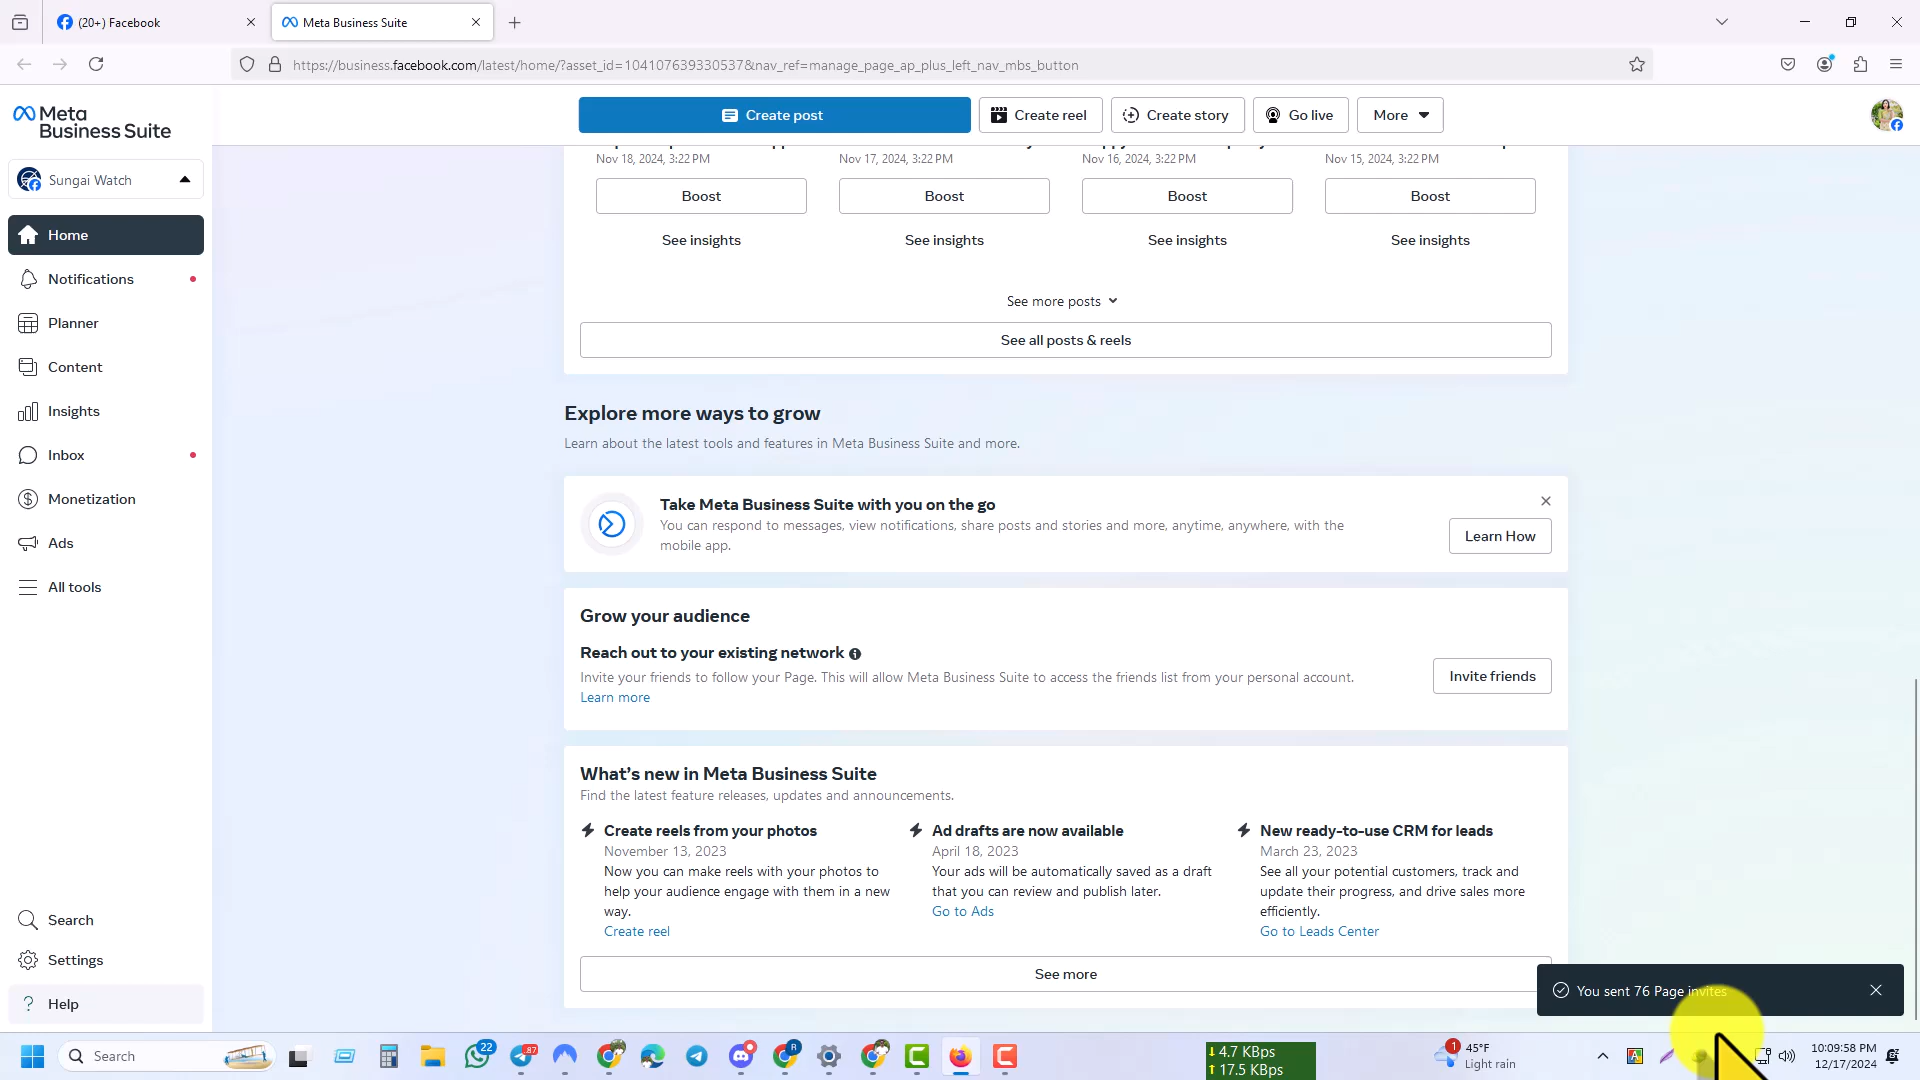 (20+) Facebook
Meta Business Suite
https://business.facebook.com/latest/home/?asset_id=104107639330537&nav_ref=manage_page_ap_plus_left_nav_mbs_button
Meta
Business Suite
Create post
Create reel
Create story
Go live
More
Sungai Watch
Home
Notifications
Planner
Content
Insights
Inbox
Monetization
Ads
All tools
Search
Settings
? Help
Nov 18, 2024, 3:22 PM
Nov 17, 2024, 3:22 PM
Nov 16, 2024, 3:22 PM
Nov 15, 2024, 3:22 PM
Boost
Boost
Boost
Boost
See insights
See insights
See insights
See insights
See more posts
See all posts & reels
Explore more ways to grow
Learn about the latest tools and features in Meta Business Suite and more.
Take Meta Business Suite with you on the go
You can respond to messages, view notifications, share posts and stories and more, anytime, anywhere, with the
mobile app.
Learn How
Grow your audience
Reach out to your existing network
Invite your friends to follow your Page. This will allow Meta Business Suite to access the friends list from your personal account.
Learn more
Invite friends
What's new in Meta Business Suite
Find the latest feature releases, updates and announcements.
Create reels from your photos
November 13, 2023
Now you can make reels with your photos to
help your audience engage with them in a new
way.
Create reel
Ad drafts are now available
April 18, 2023
Your ads will be automatically saved as a draft
that you can review and publish later.
Go to Ads
New ready-to-use CRM for leads
March 23, 2023
See all your potential customers, track and
update their progress, and drive sales more
efficiently.
Go to Leads Center
See more
You sent 76 Page invites
Search
22
87
R
4.7 KBps
17.5 KBps
1
45°F
Light rain
10:09:58 PM
12/17/2024